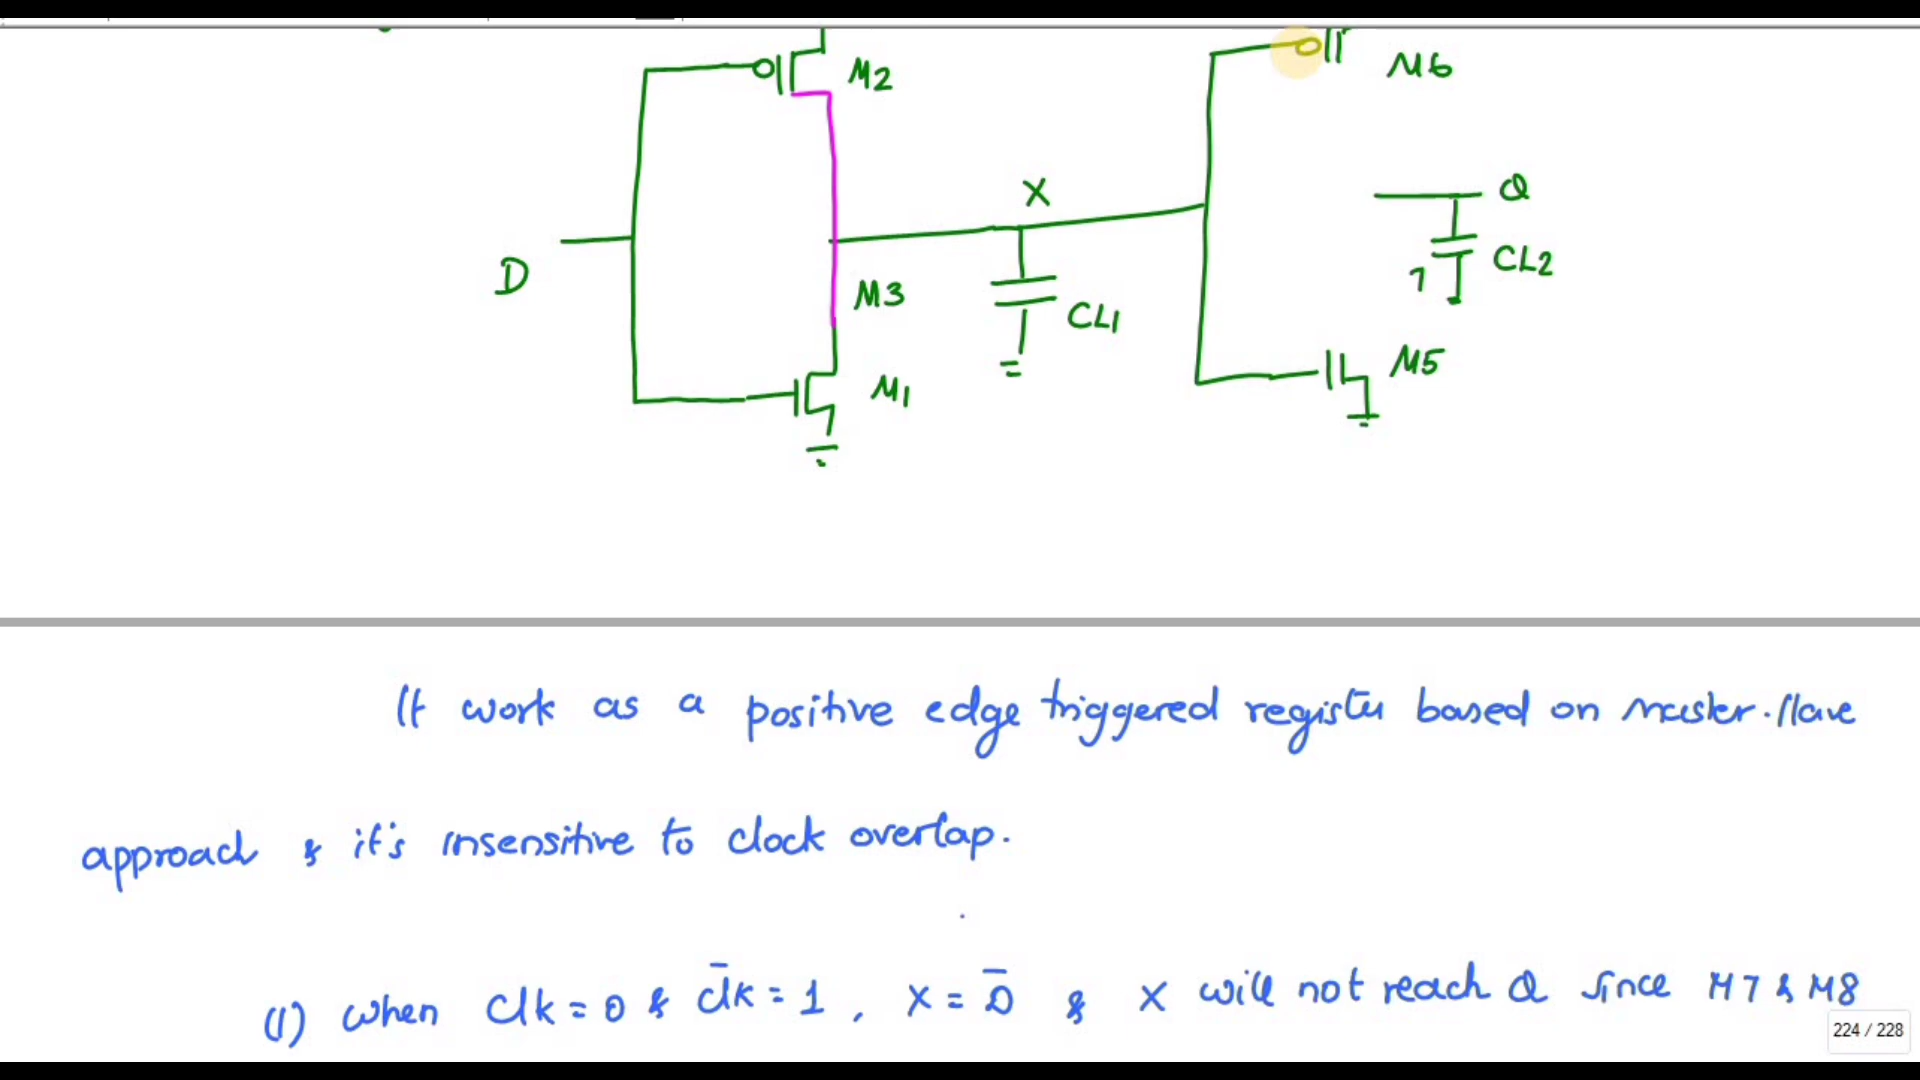 M2
M6
X
Q
D
M3
CL1
CL2
M1
M5
It work as a positive edge triggered register based on master-slave
approach & it's insensitive to clock overlap.
(1) when Clk = 0 & c̅lk = 1, X = D̅ & X will not reach Q since M7 & M8
224 / 228